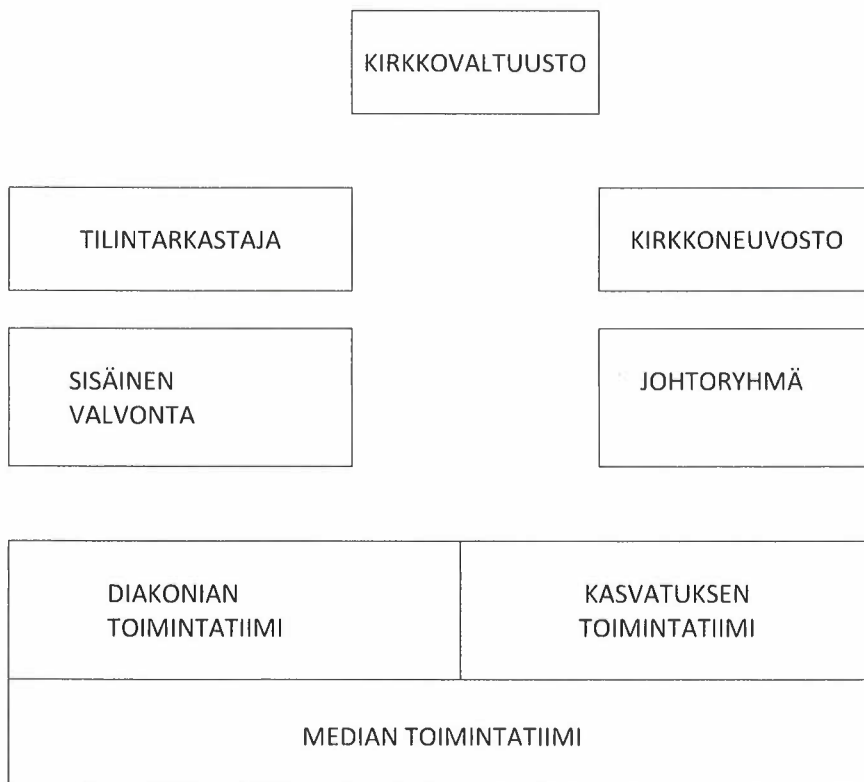 KIRKKOVALTUUSTO
TILINTARKASTAJA
KIRKKONEUVOSTO
SISÄINEN
VALVONTA
JOHTORYHMÄ
DIAKONIAN
TOIMINTATIIMI
KASVATUKSEN
TOIMINTATIIMI
MEDIAN TOIMINTATIIMI